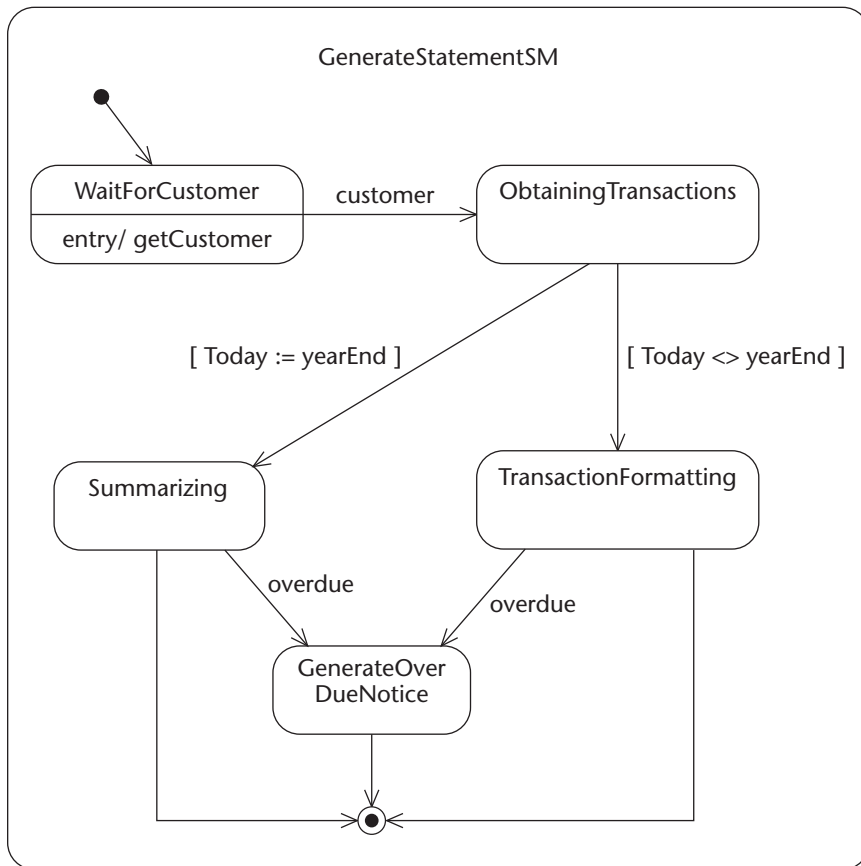 GenerateStatementSM
WaitForCustomer
entry/ getCustomer
customer
ObtainingTransactions
[ Today := yearEnd ]
[ Today <> yearEnd ]
Summarizing
TransactionFormatting
overdue
overdue
GenerateOver
DueNotice